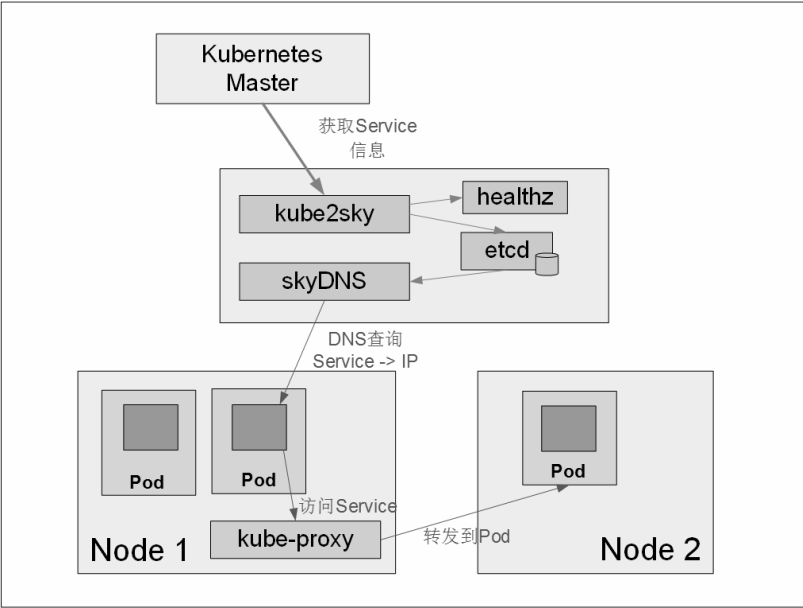 Kubernetes
Master
获取Service
信息
healthz
kube2sky
etcd
skyDNS
DNS查询
Service -> IP
Pod
Pod
Pod
访问Service
kube-proxy
转发到Pod
Node 1
Node 2